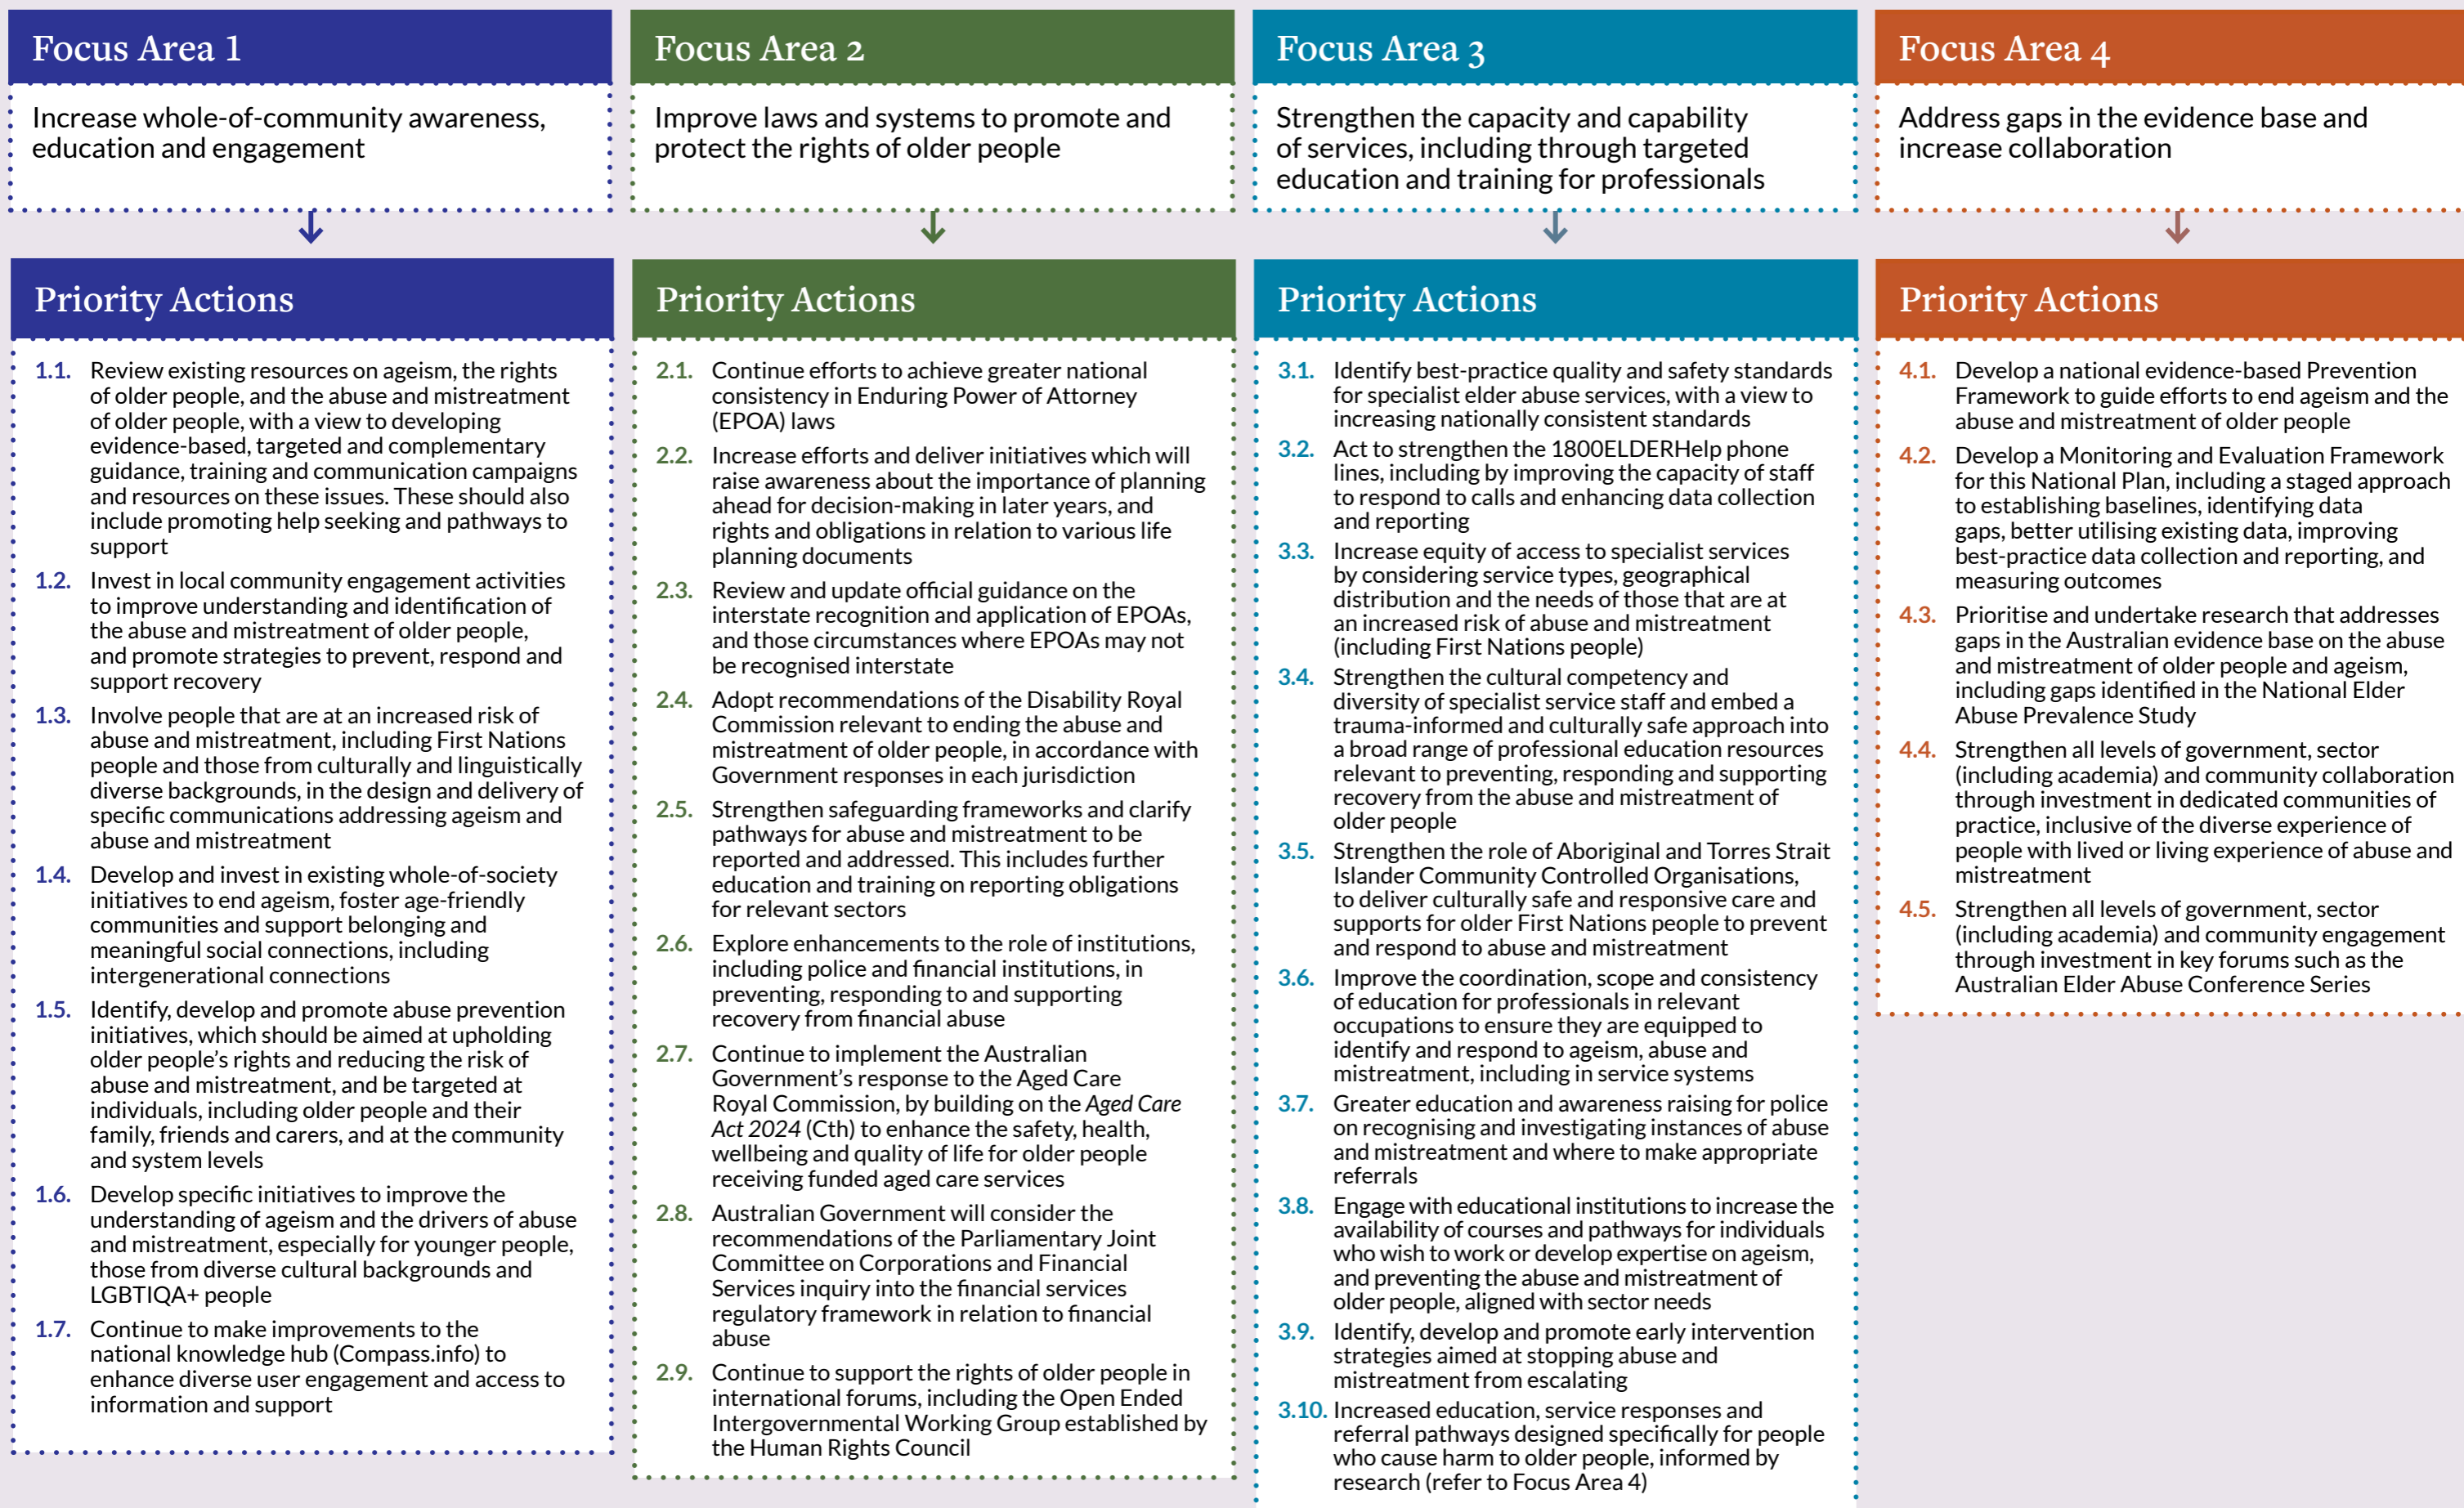 Focus Area 1
Increase whole-of-community awareness,
education and engagement
Priority Actions
1.1. Review existing resources on ageism, the rights
of older people, and the abuse and mistreatment
of older people, with a view to developing
evidence-based, targeted and complementary
guidance, training and communication campaigns
and resources on these issues. These should also
include promoting help seeking and pathways to
support
1.2. Invest in local community engagement activities
to improve understanding and identification of
the abuse and mistreatment of older people,
and promote strategies to prevent, respond and
support recovery
1.3. Involve people that are at an increased risk of
abuse and mistreatment, including First Nations
people and those from culturally and linguistically
diverse backgrounds, in the design and delivery of
specific communications addressing ageism and
abuse and mistreatment
1.4. Develop and invest in existing whole-of-society
initiatives to end ageism, foster age-friendly
communities and support belonging and
meaningful social connections, including
intergenerational connections
1.5. Identify, develop and promote abuse prevention
initiatives, which should be aimed at upholding
older people's rights and reducing the risk of
abuse and mistreatment, and be targeted at
individuals, including older people and their
family, friends and carers, and at the community
and system levels
1.6. Develop specific initiatives to improve the
understanding of ageism and the drivers of abuse
and mistreatment, especially for younger people,
those from diverse cultural backgrounds and
LGBTIQA+ people
1.7. Continue to make improvements to the
national knowledge hub (Compass.info) to
enhance diverse user engagement and access to
information and support
Focus Area 2
Improve laws and systems to promote and
protect the rights of older people
Priority Actions
2.1. Continue efforts to achieve greater national
consistency in Enduring Power of Attorney
(EPOA) laws
2.2. Increase efforts and deliver initiatives which will
raise awareness about the importance of planning
ahead for decision-making in later years, and
rights and obligations in relation to various life
planning documents
2.3. Review and update official guidance on the
interstate recognition and application of EPOAs,
and those circumstances where EPOAs may not
be recognised interstate
2.4. Adopt recommendations of the Disability Royal
Commission relevant to ending the abuse and
mistreatment of older people, in accordance with
Government responses in each jurisdiction
2.5. Strengthen safeguarding frameworks and clarify
pathways for abuse and mistreatment to be
reported and addressed. This includes further
education and training on reporting obligations
for relevant sectors
2.6. Explore enhancements to the role of institutions,
including police and financial institutions, in
preventing, responding to and supporting
recovery from financial abuse
2.7. Continue to implement the Australian
Government's response to the Aged Care
Royal Commission, by building on the Aged Care
Act 2024 (Cth) to enhance the safety, health,
wellbeing and quality of life for older people
receiving funded aged care services
2.8. Australian Government will consider the
recommendations of the Parliamentary Joint
Committee on Corporations and Financial
Services inquiry into the financial services
regulatory framework in relation to financial
abuse
2.9. Continue to support the rights of older people in
international forums, including the Open Ended
Intergovernmental Working Group established by
the Human Rights Council
Focus Area 3
Strengthen the capacity and capability
of services, including through targeted
education and training for professionals
Priority Actions
3.1. Identify best-practice quality and safety standards
for specialist elder abuse services, with a view to
increasing nationally consistent standards
3.2. Act to strengthen the 1800ELDERHelp phone
lines, including by improving the capacity of staff
to respond to calls and enhancing data collection
and reporting
3.3. Increase equity of access to specialist services
by considering service types, geographical
distribution and the needs of those that are at
an increased risk of abuse and mistreatment
(including First Nations people)
3.4. Strengthen the cultural competency and
diversity of specialist service staff and embed a
trauma-informed and culturally safe approach into
a broad range of professional education resources
relevant to preventing, responding and supporting
recovery from the abuse and mistreatment of
older people
3.5. Strengthen the role of Aboriginal and Torres Strait
Islander Community Controlled Organisations,
to deliver culturally safe and responsive care and
supports for older First Nations people to prevent
and respond to abuse and mistreatment
3.6. Improve the coordination, scope and consistency
of education for professionals in relevant
occupations to ensure they are equipped to
identify and respond to ageism, abuse and
mistreatment, including in service systems
3.7. Greater education and awareness raising for police
on recognising and investigating instances of abuse
and mistreatment and where to make appropriate
referrals
3.8. Engage with educational institutions to increase the
availability of courses and pathways for individuals
who wish to work or develop expertise on ageism,
and preventing the abuse and mistreatment of
older people, aligned with sector needs
3.9. Identify, develop and promote early intervention
strategies aimed at stopping abuse and
mistreatment from escalating
3.10. Increased education, service responses and
referral pathways designed specifically for people
who cause harm to older people, informed by
research (refer to Focus Area 4)
Focus Area 4
Address gaps in the evidence base and
increase collaboration
Priority Actions
4.1. Develop a national evidence-based Prevention
Framework to guide efforts to end ageism and the
abuse and mistreatment of older people
4.2. Develop a Monitoring and Evaluation Framework
for this National Plan, including a staged approach
to establishing baselines, identifying data
gaps, better utilising existing data, improving
best-practice data collection and reporting, and
measuring outcomes
4.3. Prioritise and undertake research that addresses
gaps in the Australian evidence base on the abuse
and mistreatment of older people and ageism,
including gaps identified in the National Elder
Abuse Prevalence Study
4.4. Strengthen all levels of government, sector
(including academia) and community collaboration
through investment in dedicated communities of
practice, inclusive of the diverse experience of
people with lived or living experience of abuse and
mistreatment
4.5. Strengthen all levels of government, sector
(including academia) and community engagement
through investment in key forums such as the
Australian Elder Abuse Conference Series